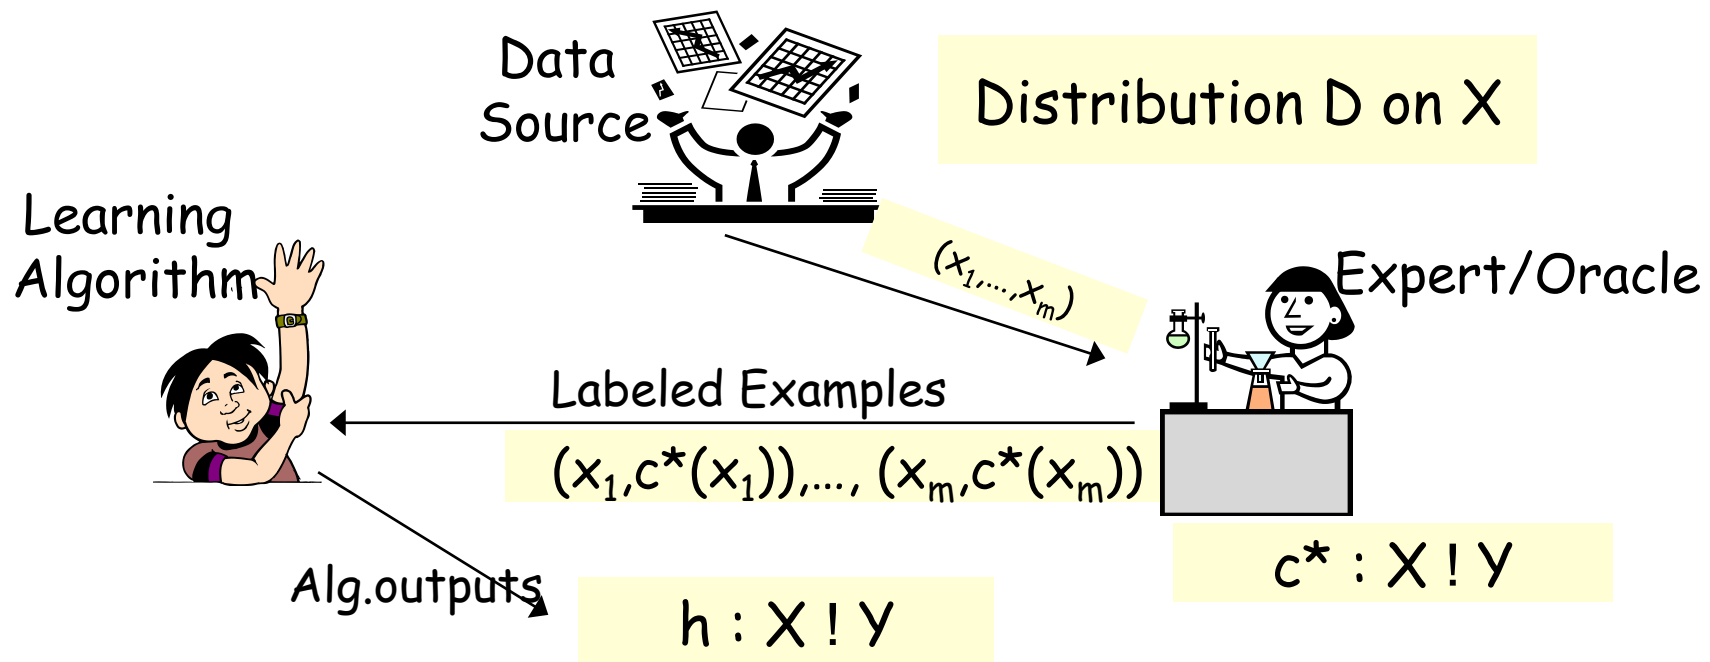 Data
Source
Distribution D on X
Learning
Algorithm
(x₁,...,xₘ)
Expert/Oracle
Labeled Examples
(x₁,c*(x₁)),..., (xₘ,c*(xₘ))
c* : X ! Y
Alg.outputs
h : X ! Y